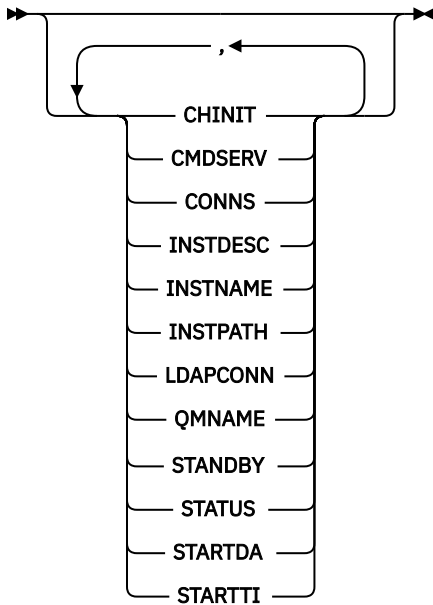 ,
CHINIT
CMDSERV
CONNS
INSTDESC
INSTNAME
INSTPATH
LDAPCONN
QMNAME
STANDBY
STATUS
STARTDA
STARTTI